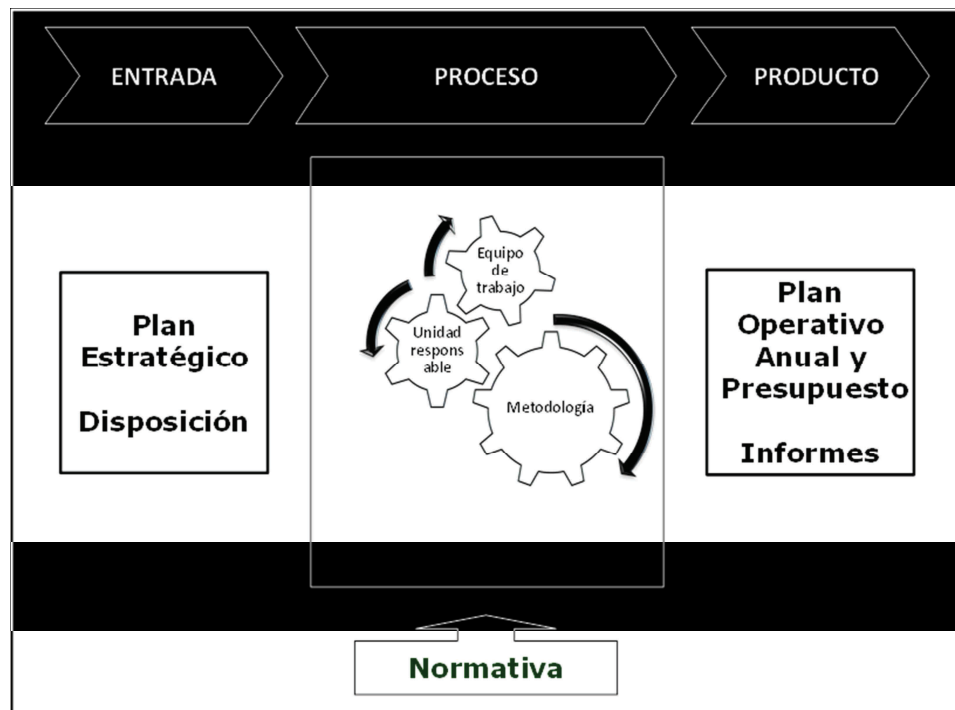 ENTRADA
PROCESO
PRODUCTO
Plan
Estratégico
Disposición
Equipo
de
trabajo
Unidad
respons
able
Metodología
Plan
Operativo
Anual y
Presupuesto
Informes
Normativa